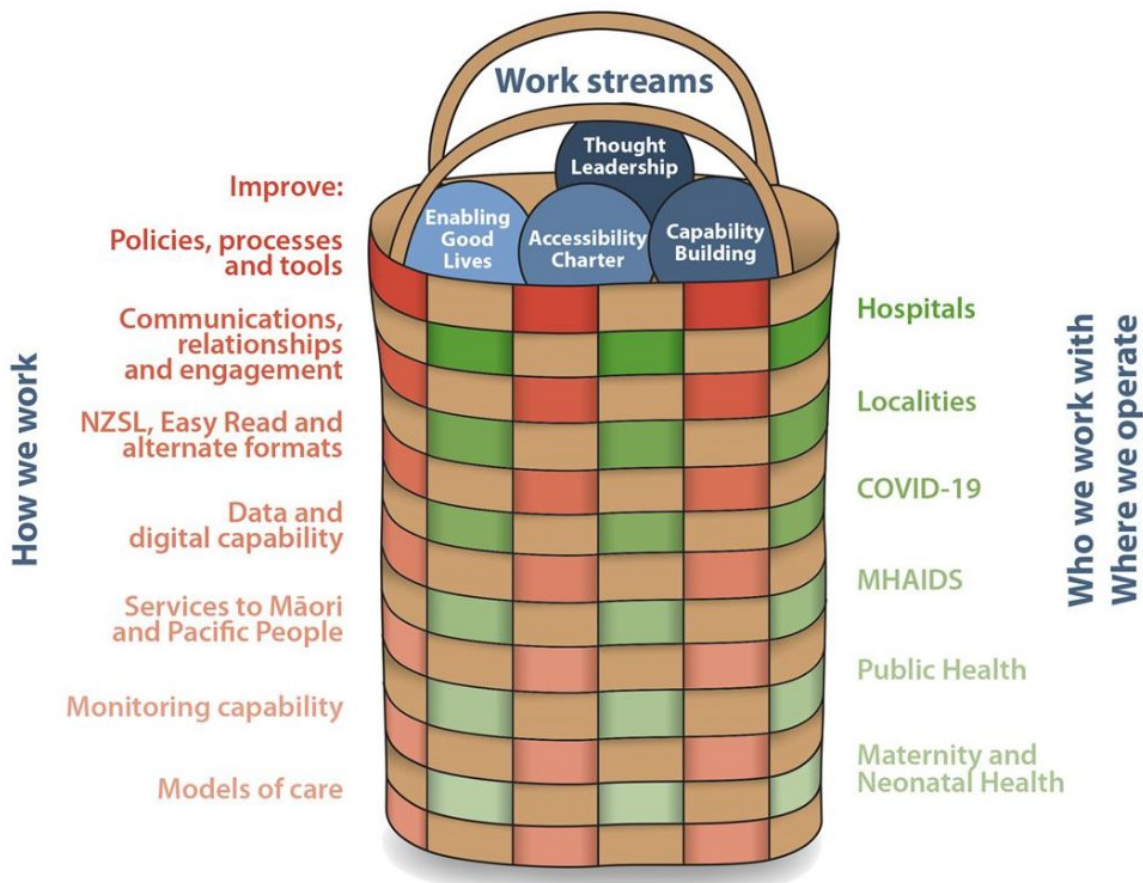 Work streams
Thought
Leadership
Enabling
Good
Lives
Accessibility
Charter
Capability
Building
How we work
Improve:
Policies, processes
and tools
Communications,
relationships
and engagement
NZSL, Easy Read and
alternate formats
Data and
digital capability
Services to Māori
and Pacific People
Monitoring capability
Models of care
Hospitals
Localities
COVID-19
MHAIDS
Public Health
Maternity and
Neonatal Health
Who we work with
Where we operate